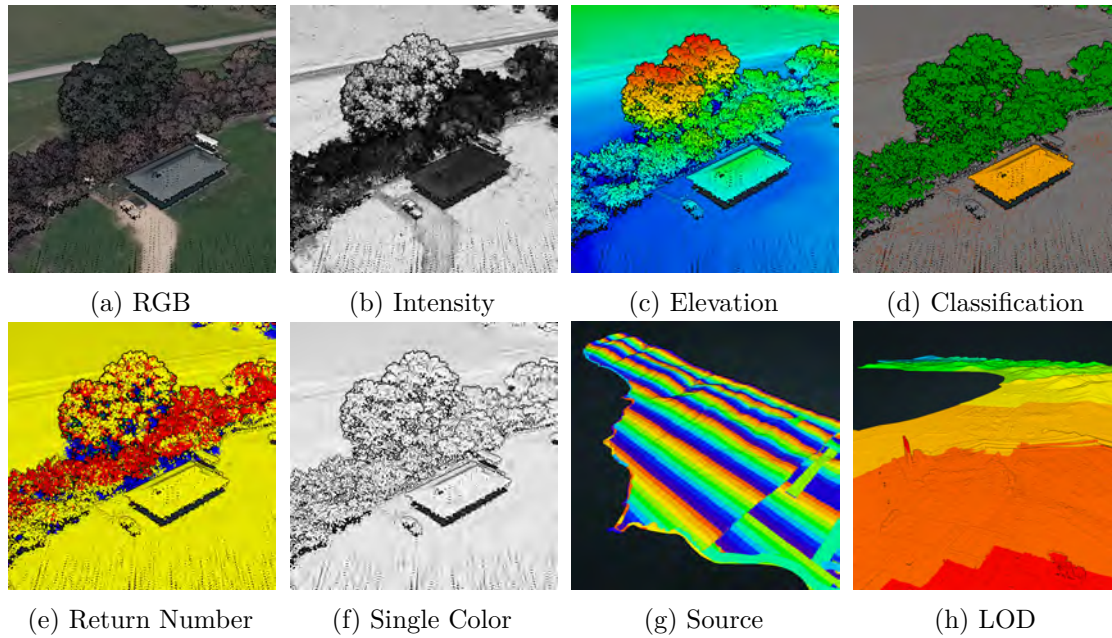 (a) RGB
(b) Intensity
(c) Elevation
(d) Classification
(e) Return Number
(f) Single Color
(g) Source
(h) LOD